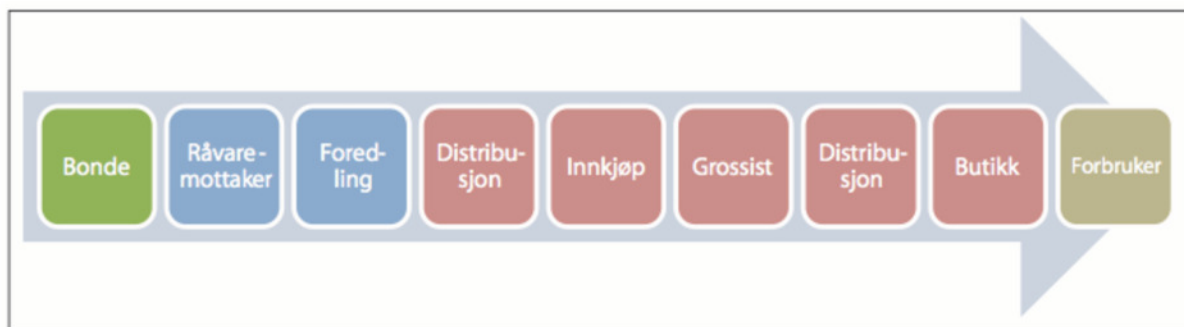 Bonde
Råvare-
mottaker
Fored-
ling
Distribu-
sjon
Innkjøp
Grossist
Distribu-
sjon
Butikk
Forbruker